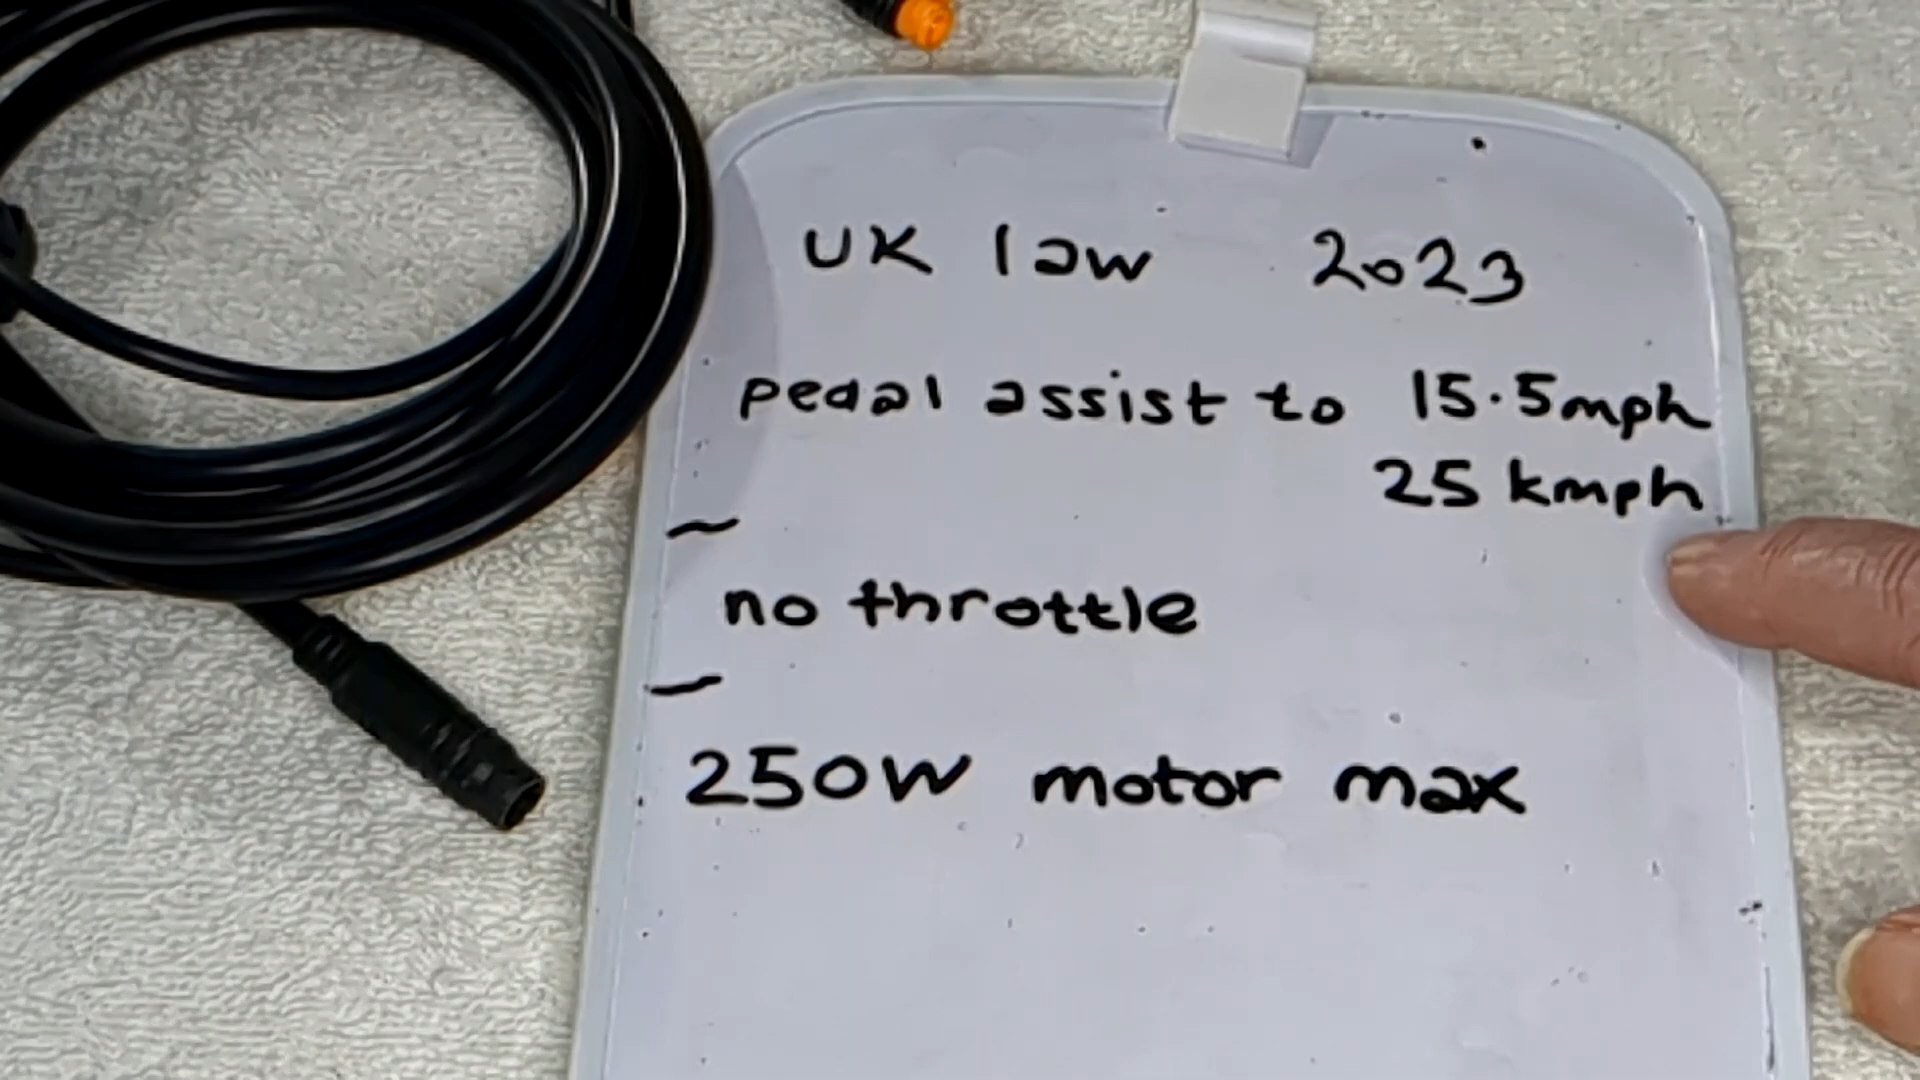 UK law 2023
pedal assist to 15.5mph
25 kmph
no throttle
250W motor max